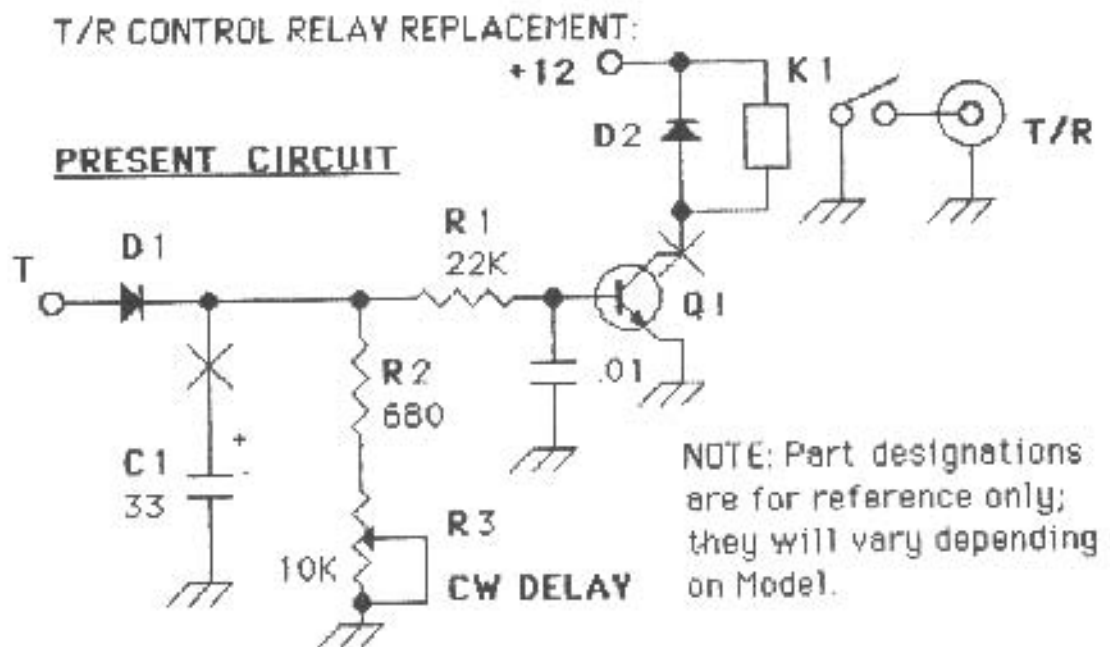 T/R CONTROL RELAY REPLACEMENT:
+12
K1
D2
T/R
PRESENT CIRCUIT
R1
22K
D1
T
Q1
R2
680
.01
C1
33
+
-
R3
10K
CW DELAY
NOTE: Part designations
are for reference only;
they will vary depending
on Model.